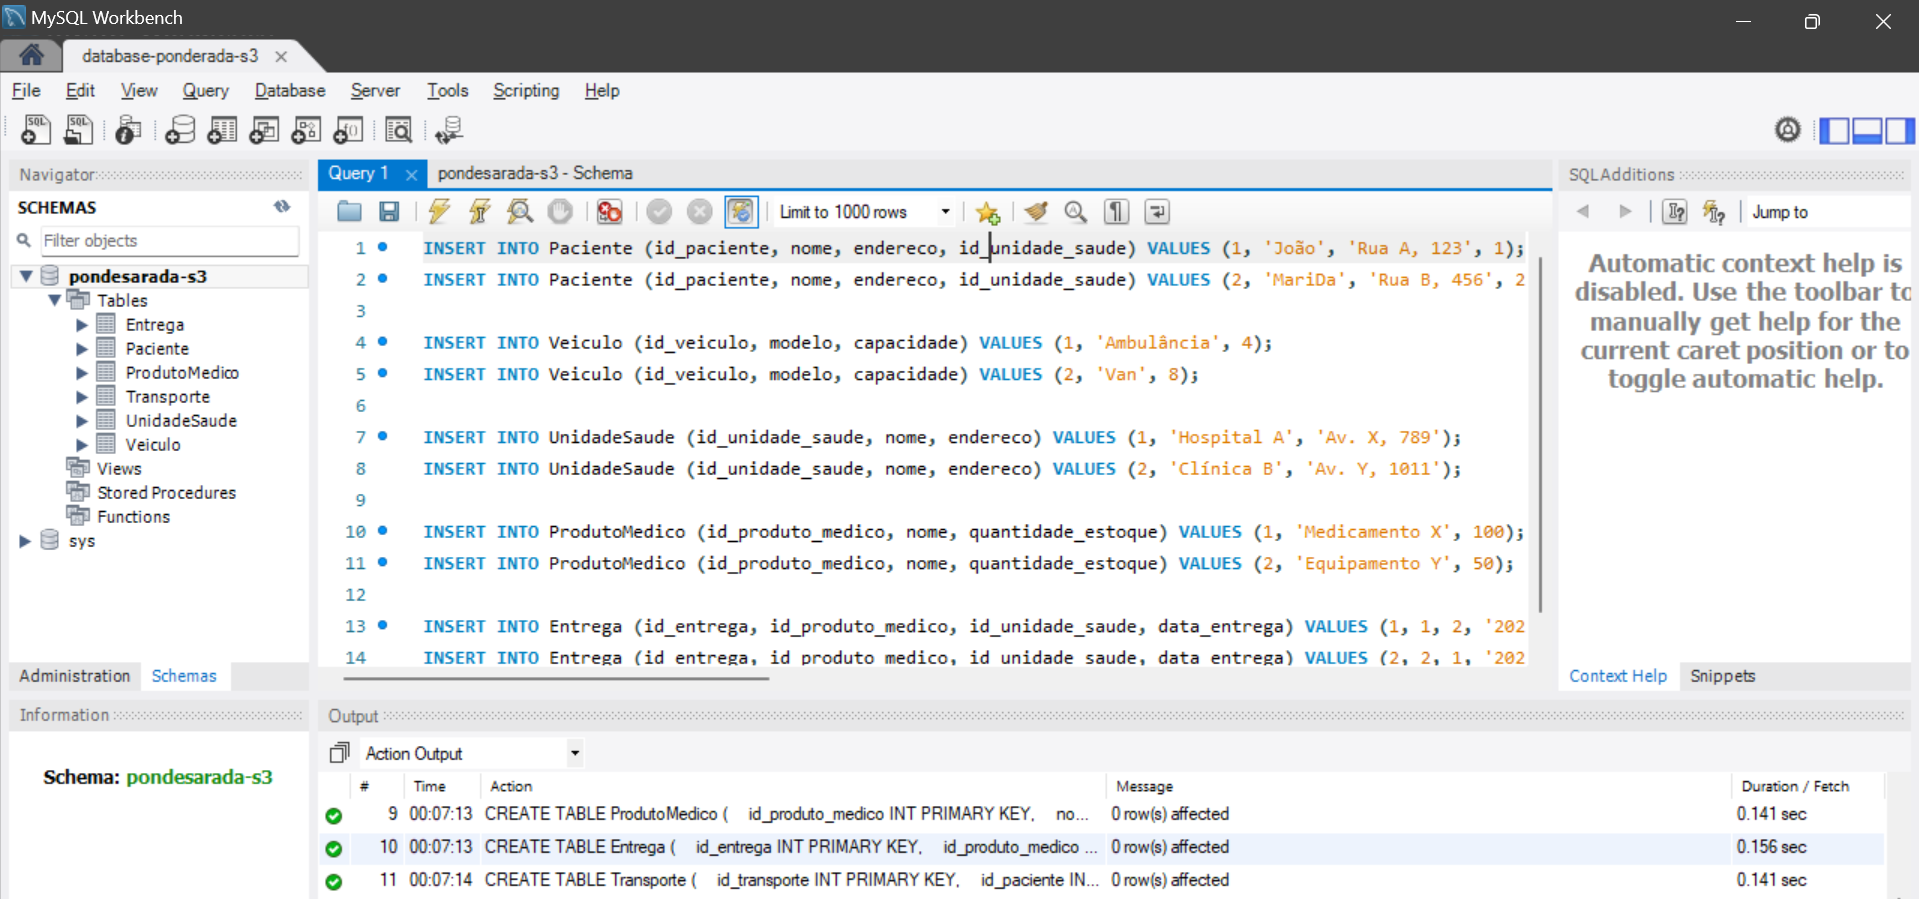 MySQL Workbench
database-ponderada-s3
File Edit View Query Database Server Tools Scripting Help
Navigator
SCHEMAS
Filter objects
pondesarada-s3
Tables
Entrega
Paciente
ProdutoMedico
Transporte
UnidadeSaude
Veiculo
Views
Stored Procedures
Functions
sys
Administration Schemas
Information
Schema: pondesarada-s3
Query 1 pondesarada-s3 - Schema
Limit to 1000 rows
1 INSERT INTO Paciente (id_paciente, nome, endereco, id_unidade_saude) VALUES (1, 'João', 'Rua A, 123', 1);
2 INSERT INTO Paciente (id_paciente, nome, endereco, id_unidade_saude) VALUES (2, 'MariDa', 'Rua B, 456', 2
3
4 INSERT INTO Veiculo (id_veiculo, modelo, capacidade) VALUES (1, 'Ambulância', 4);
5 INSERT INTO Veiculo (id_veiculo, modelo, capacidade) VALUES (2, 'Van', 8);
6
7 INSERT INTO UnidadeSaude (id_unidade_saude, nome, endereco) VALUES (1, 'Hospital A', 'Av. X, 789');
8 INSERT INTO UnidadeSaude (id_unidade_saude, nome, endereco) VALUES (2, 'Clínica B', 'Av. Y, 1011');
9
10 INSERT INTO ProdutoMedico (id_produto_medico, nome, quantidade_estoque) VALUES (1, 'Medicamento X', 100);
11 INSERT INTO ProdutoMedico (id_produto_medico, nome, quantidade_estoque) VALUES (2, 'Equipamento Y', 50);
12
13 INSERT INTO Entrega (id_entrega, id_produto_medico, id_unidade_saude, data_entrega) VALUES (1, 1, 2, '202
14 INSERT INTO Entrega (id_entrega, id_produto_medico, id_unidade_saude, data_entrega) VALUES (2, 2, 1, '202
SQLAdditions
Jump to
Automatic context help is
disabled. Use the toolbar to
manually get help for the
current caret position or to
toggle automatic help.
Context Help Snippets
Output
Action Output
# Time Action Message Duration / Fetch
9 00:07:13 CREATE TABLE ProdutoMedico ( id_produto_medico INT PRIMARY KEY, no... 0 row(s) affected 0.141 sec
10 00:07:13 CREATE TABLE Entrega ( id_entrega INT PRIMARY KEY, id_produto_medico ... 0 row(s) affected 0.156 sec
11 00:07:14 CREATE TABLE Transporte ( id_transporte INT PRIMARY KEY, id_paciente IN... 0 row(s) affected 0.141 sec